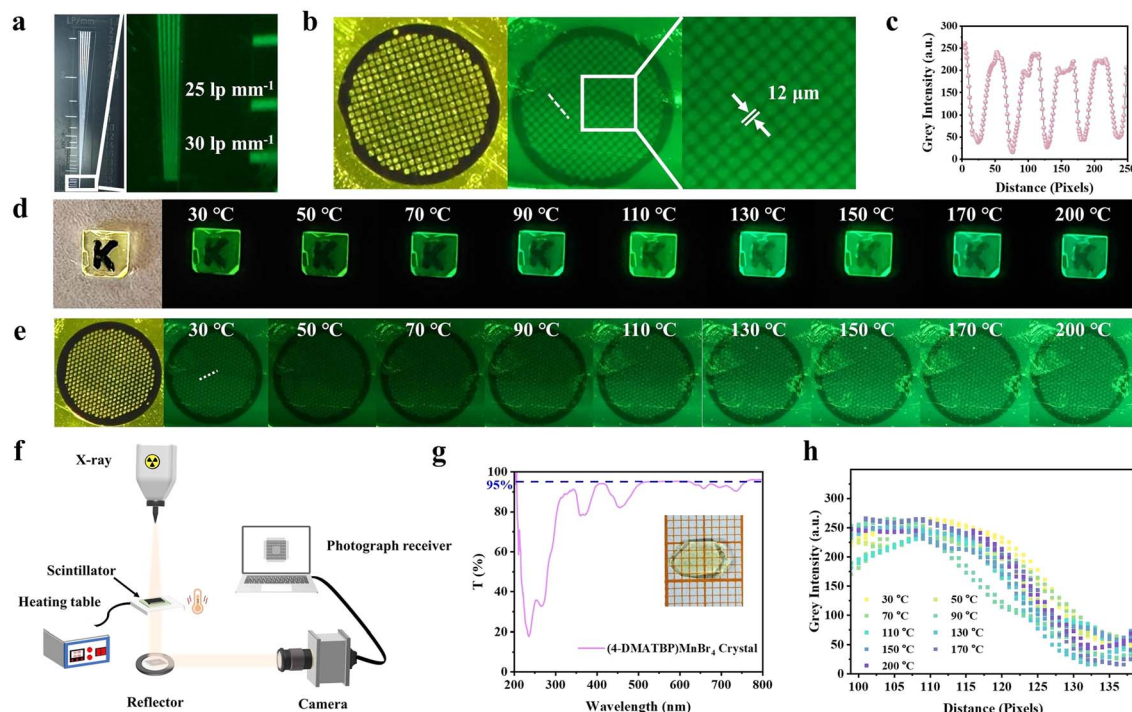 a
LP/mm
25 lp mm⁻¹
30 lp mm⁻¹
b
12 μm
c
Grey Intensity (a.u.)
300
250
200
150
100
50
0
0 50 100 150 200 250
Distance (Pixels)
d
K
30 °C 50 °C 70 °C 90 °C 110 °C 130 °C 150 °C 170 °C 200 °C
e
30 °C 50 °C 70 °C 90 °C 110 °C 130 °C 150 °C 170 °C 200 °C
f
X-ray
Scintillator
Heating table
Photograph receiver
Reflector
Camera
g
T (%)
100
95%
80
60
40
20
0
(4-DMATBP)MnBr₄ Crystal
200 300 400 500 600 700 800
Wavelength (nm)
h
Grey Intensity (a.u.)
350
300
250
200
150
100
50
0
30 °C 50 °C
70 °C 90 °C
110 °C 130 °C
150 °C 170 °C
200 °C
100 105 110 115 120 125 130 135
Distance (Pixels)